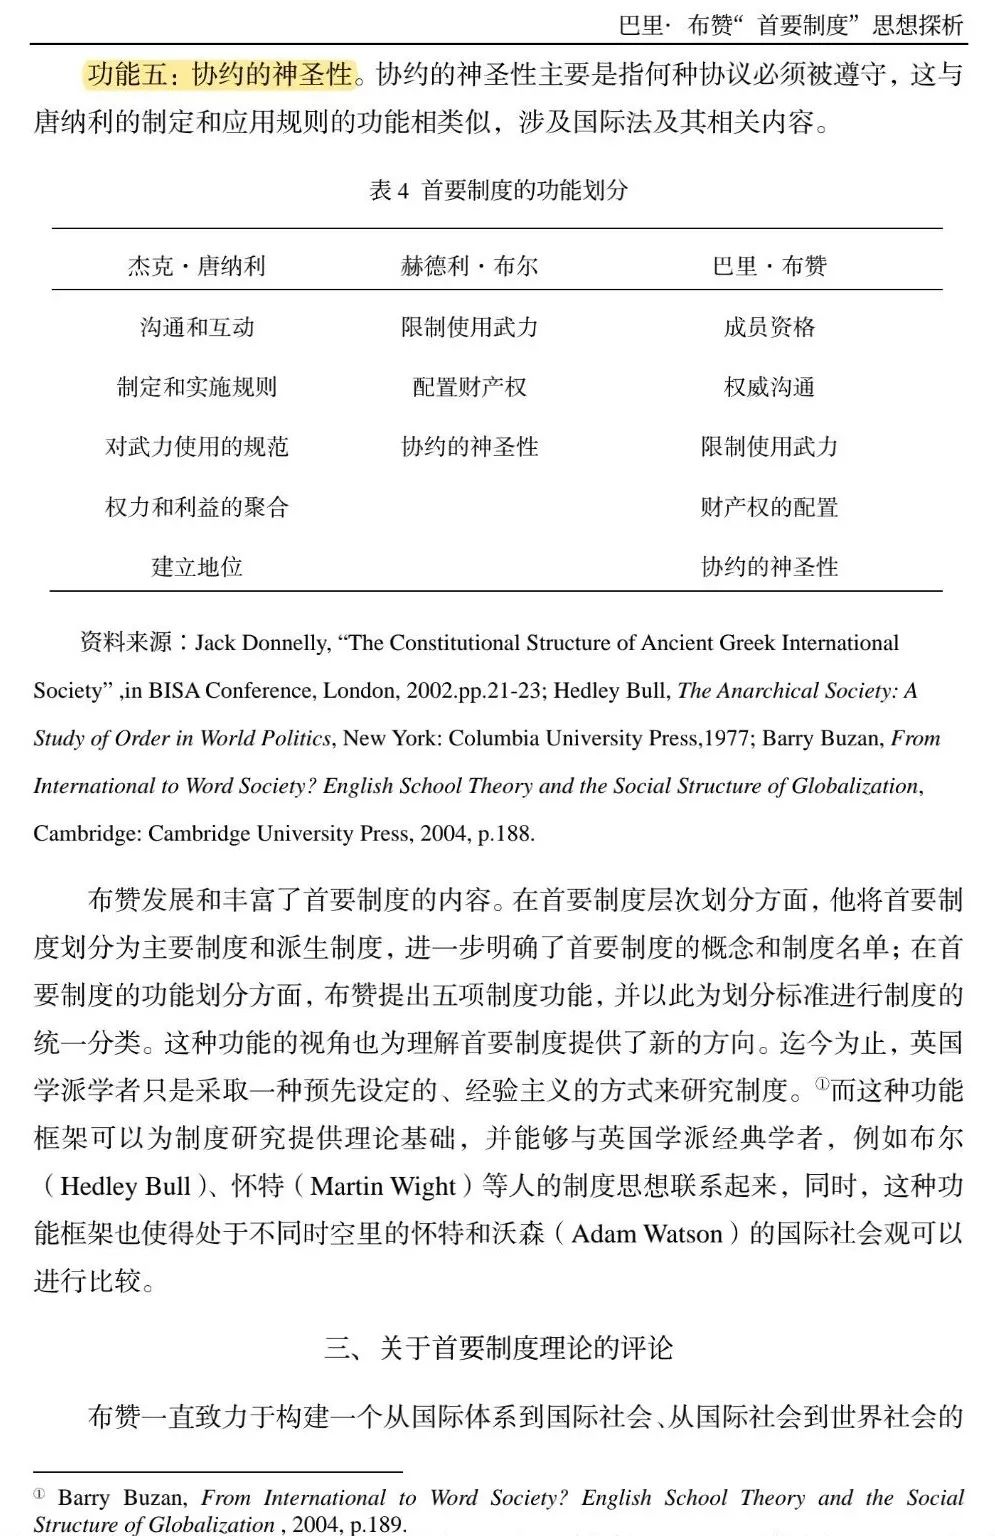 巴里· 布赞“ 首要制度” 思想探析
功能五：协约的神圣性。协约的神圣性主要是指何种协议必须被遵守，这与
唐纳利的制定和应用规则的功能相类似，涉及国际法及其相关内容。
表 4 首要制度的功能划分
杰克·唐纳利 赫德利·布尔 巴里·布赞
沟通和互动 限制使用武力 成员资格
制定和实施规则 配置财产权 权威沟通
对武力使用的规范 协约的神圣性 限制使用武力
权力和利益的聚合 财产权的配置
建立地位 协约的神圣性
资料来源：Jack Donnelly, “The Constitutional Structure of Ancient Greek International
Society” ,in BISA Conference, London, 2002.pp.21-23; Hedley Bull, The Anarchical Society: A
Study of Order in World Politics, New York: Columbia University Press,1977; Barry Buzan, From
International to Word Society? English School Theory and the Social Structure of Globalization,
Cambridge: Cambridge University Press, 2004, p.188.
布赞发展和丰富了首要制度的内容。在首要制度层次划分方面，他将首要制
度划分为主要制度和派生制度，进一步明确了首要制度的概念和制度名单；在首
要制度的功能划分方面，布赞提出五项制度功能，并以此为划分标准进行制度的
统一分类。这种功能的视角也为理解首要制度提供了新的方向。迄今为止，英国
学派学者只是采取一种预先设定的、经验主义的方式来研究制度。①而这种功能
框架可以为制度研究提供理论基础，并能够与英国学派经典学者，例如布尔
（Hedley Bull）、怀特（Martin Wight）等人的制度思想联系起来，同时，这种功
能框架也使得处于不同时空里的怀特和沃森（Adam Watson）的国际社会观可以
进行比较。
三、关于首要制度理论的评论
布赞一直致力于构建一个从国际体系到国际社会、从国际社会到世界社会的
① Barry Buzan, From International to Word Society? English School Theory and the Social
Structure of Globalization , 2004, p.189.